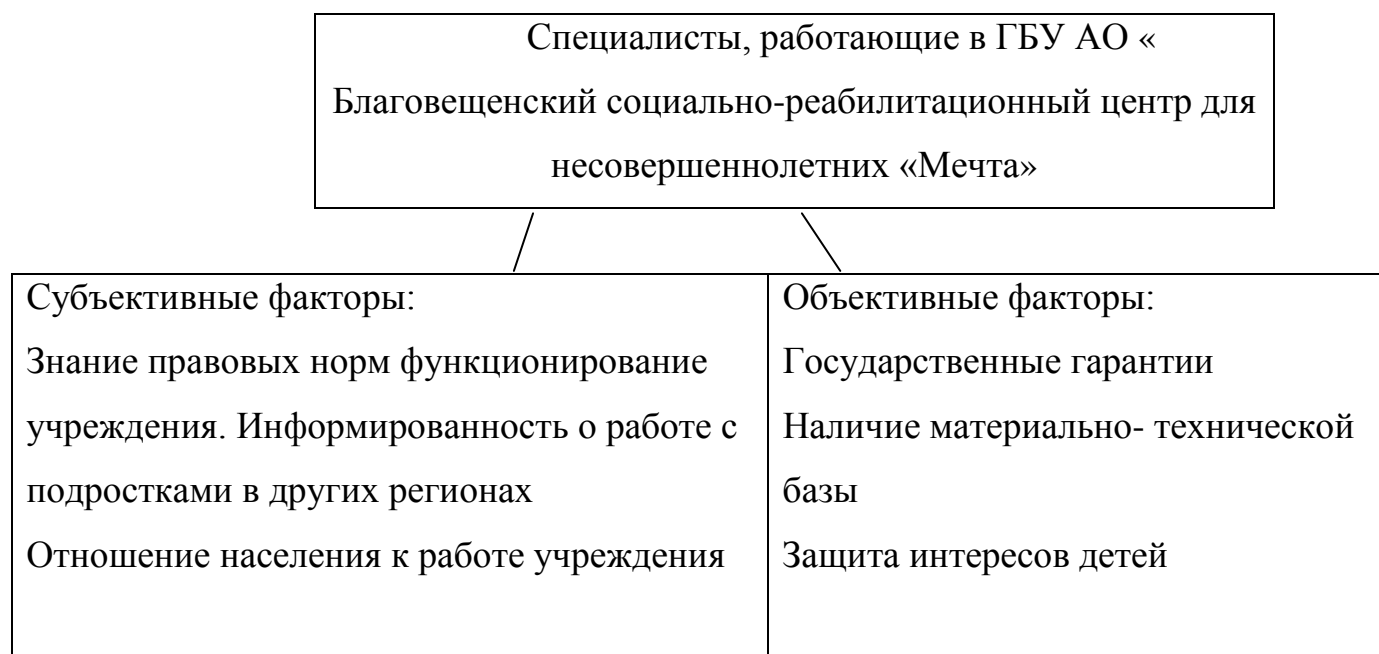 Специалисты, работающие в ГБУ АО «
Благовещенский социально-реабилитационный центр для
несовершеннолетних «Мечта»
Субъективные факторы:
Знание правовых норм функционирование
учреждения. Информированность о работе с
подростками в других регионах
Отношение населения к работе учреждения
Объективные факторы:
Государственные гарантии
Наличие материально- технической
базы
Защита интересов детей